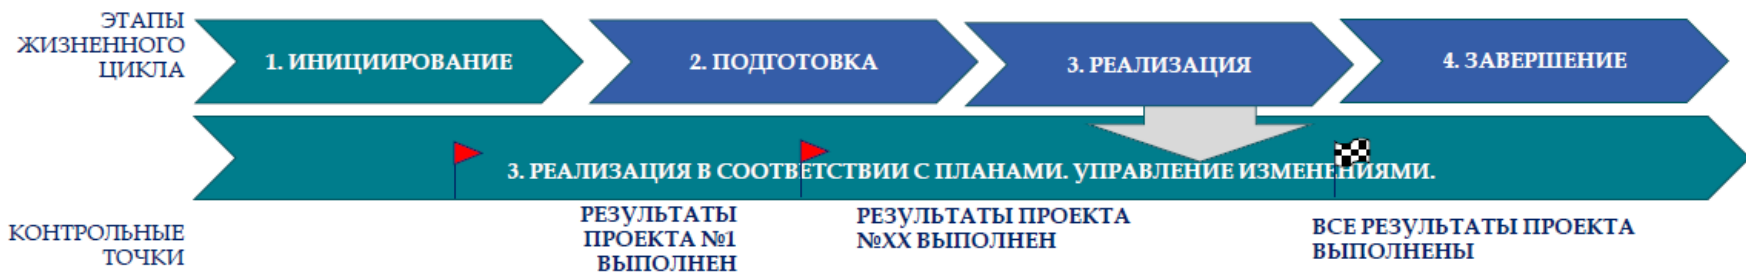 ЭТАПЫ
ЖИЗНЕННОГО
ЦИКЛА
1. ИНИЦИИРОВАНИЕ
2. ПОДГОТОВКА
3. РЕАЛИЗАЦИЯ
4. ЗАВЕРШЕНИЕ
3. РЕАЛИЗАЦИЯ В СООТВЕТСТВИИ С ПЛАНАМИ. УПРАВЛЕНИЕ ИЗМЕНЕНИЯМИ.
КОНТРОЛЬНЫЕ
ТОЧКИ
РЕЗУЛЬТАТЫ
ПРОЕКТА №1
ВЫПОЛНЕН
РЕЗУЛЬТАТЫ ПРОЕКТА
№XX ВЫПОЛНЕН
ВСЕ РЕЗУЛЬТАТЫ ПРОЕКТА
ВЫПОЛНЕНЫ